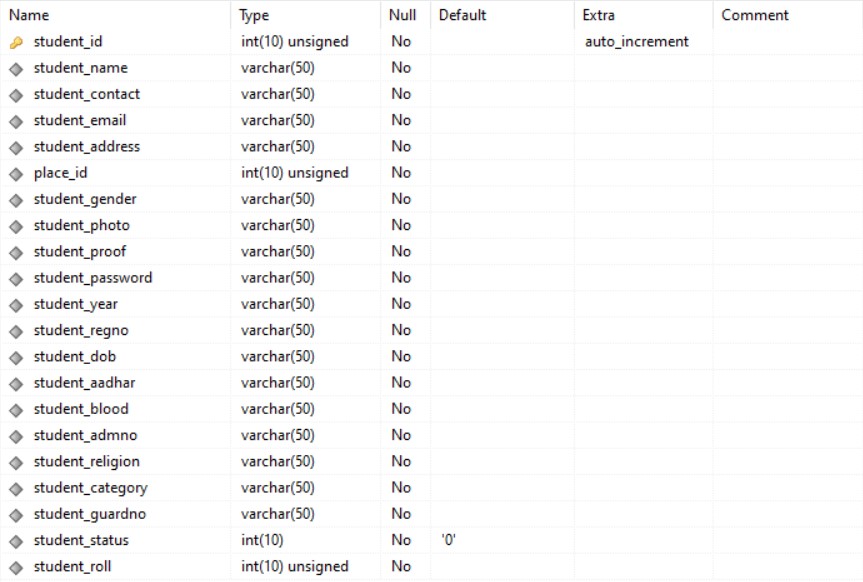 Name Type Null Default Extra Comment
student_id int(10) unsigned No auto_increment
student_name varchar(50) No
student_contact varchar(50) No
student_email varchar(50) No
student_address varchar(50) No
place_id int(10) unsigned No
student_gender varchar(50) No
student_photo varchar(50) No
student_proof varchar(50) No
student_password varchar(50) No
student_year varchar(50) No
student_regno varchar(50) No
student_dob varchar(50) No
student_aadhar varchar(50) No
student_blood varchar(50) No
student_admno varchar(50) No
student_religion varchar(50) No
student_category varchar(50) No
student_guardno varchar(50) No
student_status int(10) No '0'
student_roll int(10) unsigned No